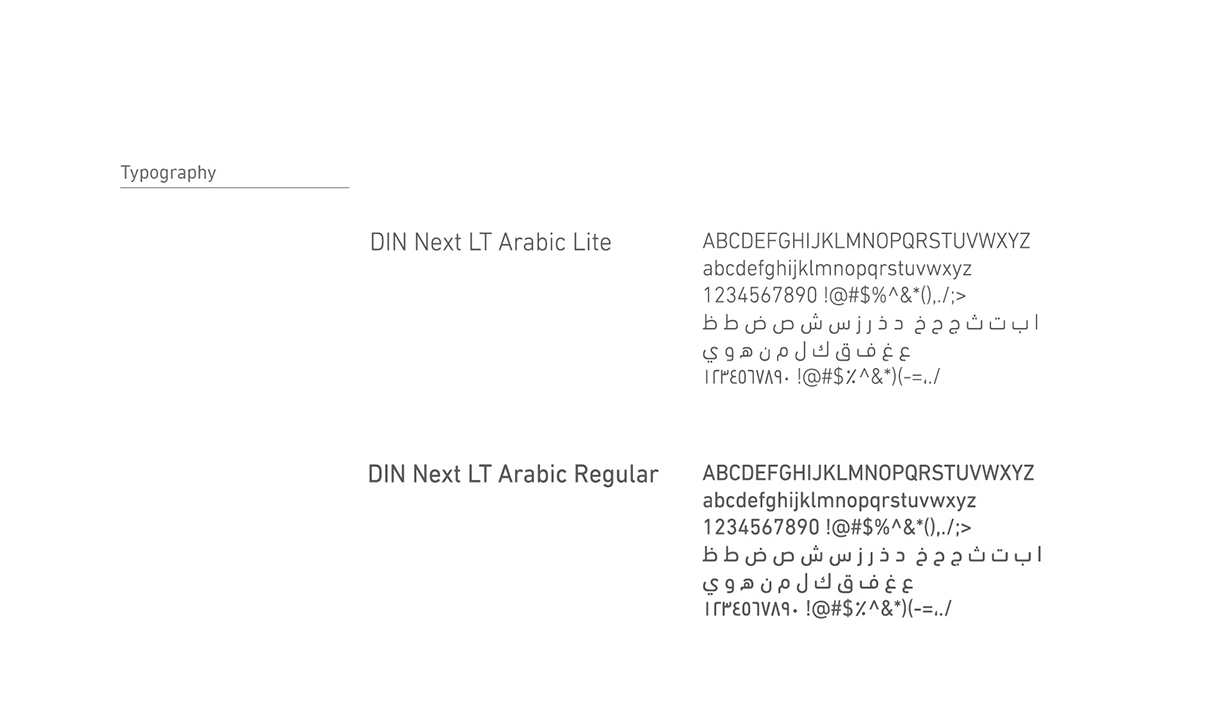 Typography
DIN Next LT Arabic Lite
ABCDEFGHIJKLMNOPQRSTUVWXYZ
abcdefghijklmnopqrstuvwxyz
1234567890 !@#$%^&*(),./;>
ا ب ت ث ج ح خ د ذ ر ز س ش ص ض ط ظ
ع غ ف ق ك ل م ن ه و ي
١٢٣٤٥٦٧٨٩٠ !@#$٪^&*)(-=،./
DIN Next LT Arabic Regular
ABCDEFGHIJKLMNOPQRSTUVWXYZ
abcdefghijklmnopqrstuvwxyz
1234567890 !@#$%^&*(),./;>
ا ب ت ث ج ح خ د ذ ر ز س ش ص ض ط ظ
ع غ ف ق ك ل م ن ه و ي
١٢٣٤٥٦٧٨٩٠ !@#$٪^&*)(-=،./